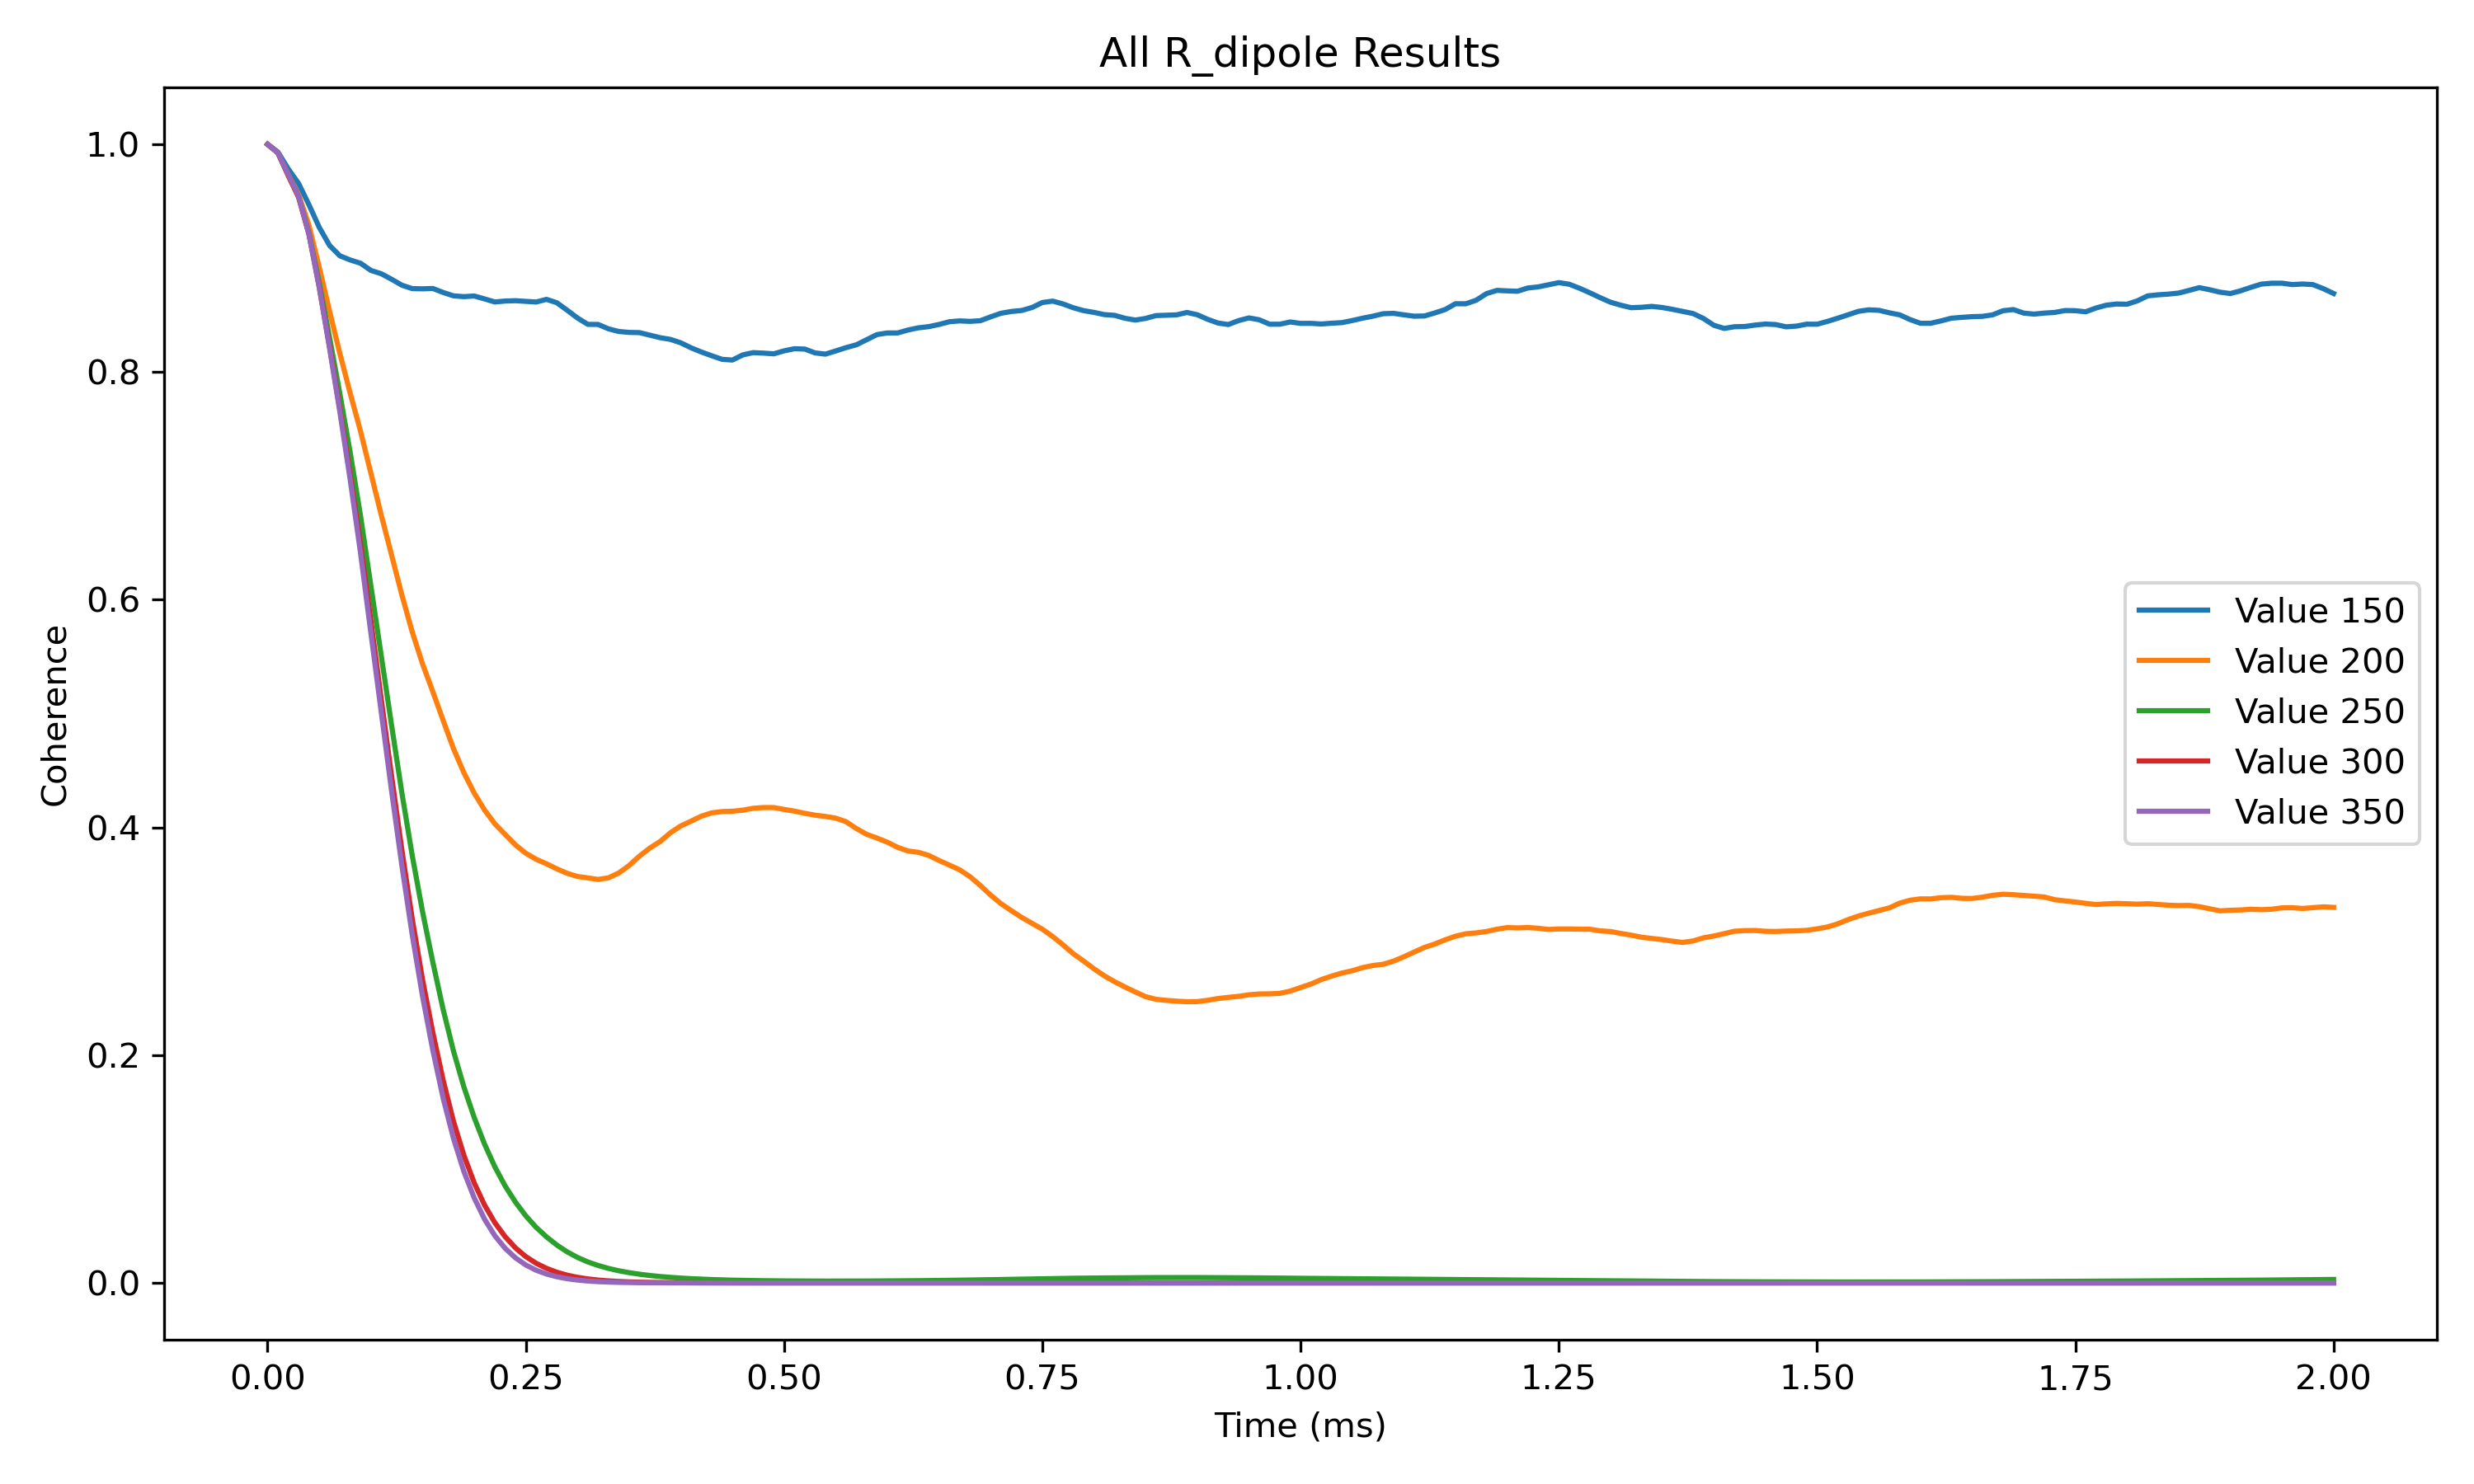 All R_dipole Results
Coherence
1.0
0.8
0.6
0.4
0.2
0.0
Value 150
Value 200
Value 250
Value 300
Value 350
0.00 0.25 0.50 0.75 1.00 1.25 1.50 1.75 2.00
Time (ms)